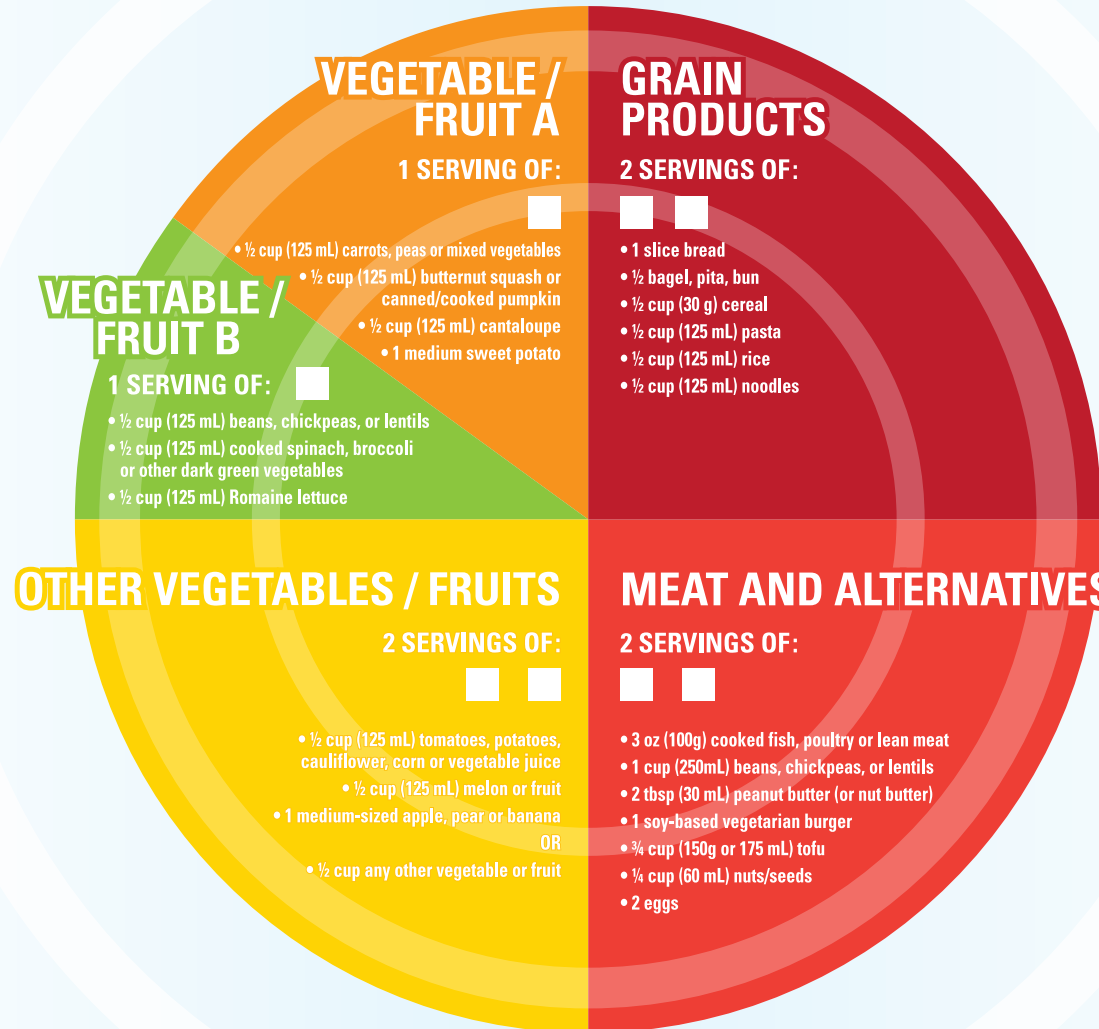 VEGETABLE /
FRUIT A
1 SERVING OF:
• ½ cup (125 mL) carrots, peas or mixed vegetables
• ½ cup (125 mL) butternut squash or
canned/cooked pumpkin
• ½ cup (125 mL) cantaloupe
• 1 medium sweet potato
GRAIN
PRODUCTS
2 SERVINGS OF:
• 1 slice bread
• ½ bagel, pita, bun
• ½ cup (30 g) cereal
• ½ cup (125 mL) pasta
• ½ cup (125 mL) rice
• ½ cup (125 mL) noodles
VEGETABLE /
FRUIT B
1 SERVING OF:
• ½ cup (125 mL) beans, chickpeas, or lentils
• ½ cup (125 mL) cooked spinach, broccoli
or other dark green vegetables
• ½ cup (125 mL) Romaine lettuce
OTHER VEGETABLES / FRUITS
2 SERVINGS OF:
• ½ cup (125 mL) tomatoes, potatoes,
cauliflower, corn or vegetable juice
• ½ cup (125 mL) melon or fruit
• 1 medium-sized apple, pear or banana
OR
• ½ cup any other vegetable or fruit
MEAT AND ALTERNATIVES
2 SERVINGS OF:
• 3 oz (100g) cooked fish, poultry or lean meat
• 1 cup (250mL) beans, chickpeas, or lentils
• 2 tbsp (30 mL) peanut butter (or nut butter)
• 1 soy-based vegetarian burger
• ¾ cup (150g or 175 mL) tofu
• ¼ cup (60 mL) nuts/seeds
• 2 eggs